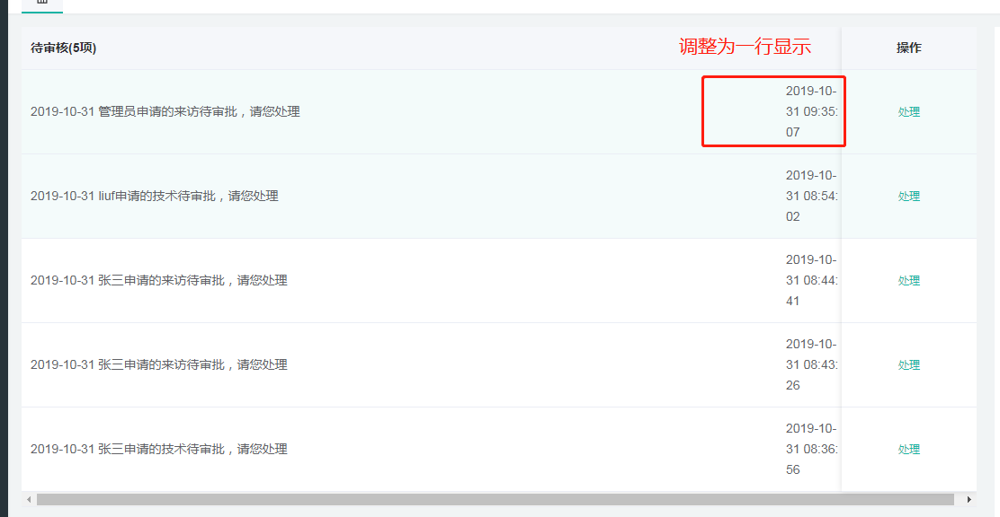 待审核(5项)
调整为一行显示
操作
2019-10-31 管理员申请的来访待审批，请您处理
2019-10-
31 09:35:
07
处理
2019-10-31 liuf申请的技术待审批，请您处理
2019-10-
31 08:54:
02
处理
2019-10-31 张三申请的来访待审批，请您处理
2019-10-
31 08:44:
41
处理
2019-10-31 张三申请的来访待审批，请您处理
2019-10-
31 08:43:
26
处理
2019-10-31 张三申请的技术待审批，请您处理
2019-10-
31 08:36:
56
处理